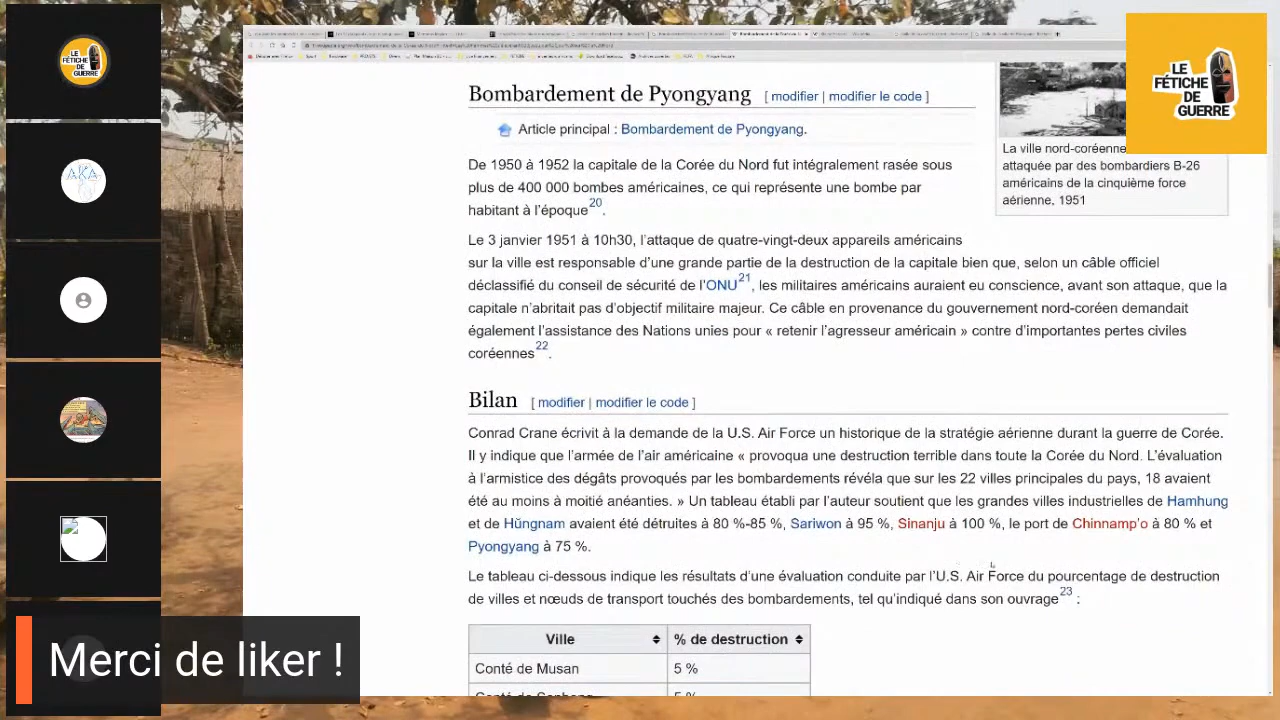 LE
FÉTICHE
DE
GUERRE
AKA
Bombardement de Pyongyang [ modifier | modifier le code ]
Article principal : Bombardement de Pyongyang.
De 1950 à 1952 la capitale de la Corée du Nord fut intégralement rasée sous
plus de 400 000 bombes américaines, ce qui représente une bombe par
habitant à l'époque20.
Le 3 janvier 1951 à 10h30, l'attaque de quatre-vingt-deux appareils américains
sur la ville est responsable d'une grande partie de la destruction de la capitale bien que, selon un câble officiel
déclassifié du conseil de sécurité de l'ONU21, les militaires américains auraient eu conscience, avant son attaque, que la
capitale n'abritait pas d'objectif militaire majeur. Ce câble en provenance du gouvernement nord-coréen demandait
également l'assistance des Nations unies pour « retenir l'agresseur américain » contre d'importantes pertes civiles
coréennes22.
La ville nord-coréenne
attaquée par des bombardiers B-26
américains de la cinquième force
aérienne, 1951
LE
FÉTICHE
DE
GUERRE
Bilan [ modifier | modifier le code ]
Conrad Crane écrivit à la demande de la U.S. Air Force un historique de la stratégie aérienne durant la guerre de Corée.
Il y indique que l'armée de l'air américaine « provoqua une destruction terrible dans toute la Corée du Nord. L'évaluation
à l'armistice des dégâts provoqués par les bombardements révéla que sur les 22 villes principales du pays, 18 avaient
été au moins à moitié anéanties. » Un tableau établi par l'auteur soutient que les grandes villes industrielles de Hamhung
et de Hŭngnam avaient été détruites à 80 %-85 %, Sariwon à 95 %, Sinanju à 100 %, le port de Chinnamp'o à 80 % et
Pyongyang à 75 %.
Le tableau ci-dessous indique les résultats d'une évaluation conduite par l'U.S. Air Force du pourcentage de destruction
de villes et nœuds de transport touchés des bombardements, tel qu'indiqué dans son ouvrage23 :
Ville % de destruction
Conté de Musan 5 %
Merci de liker !